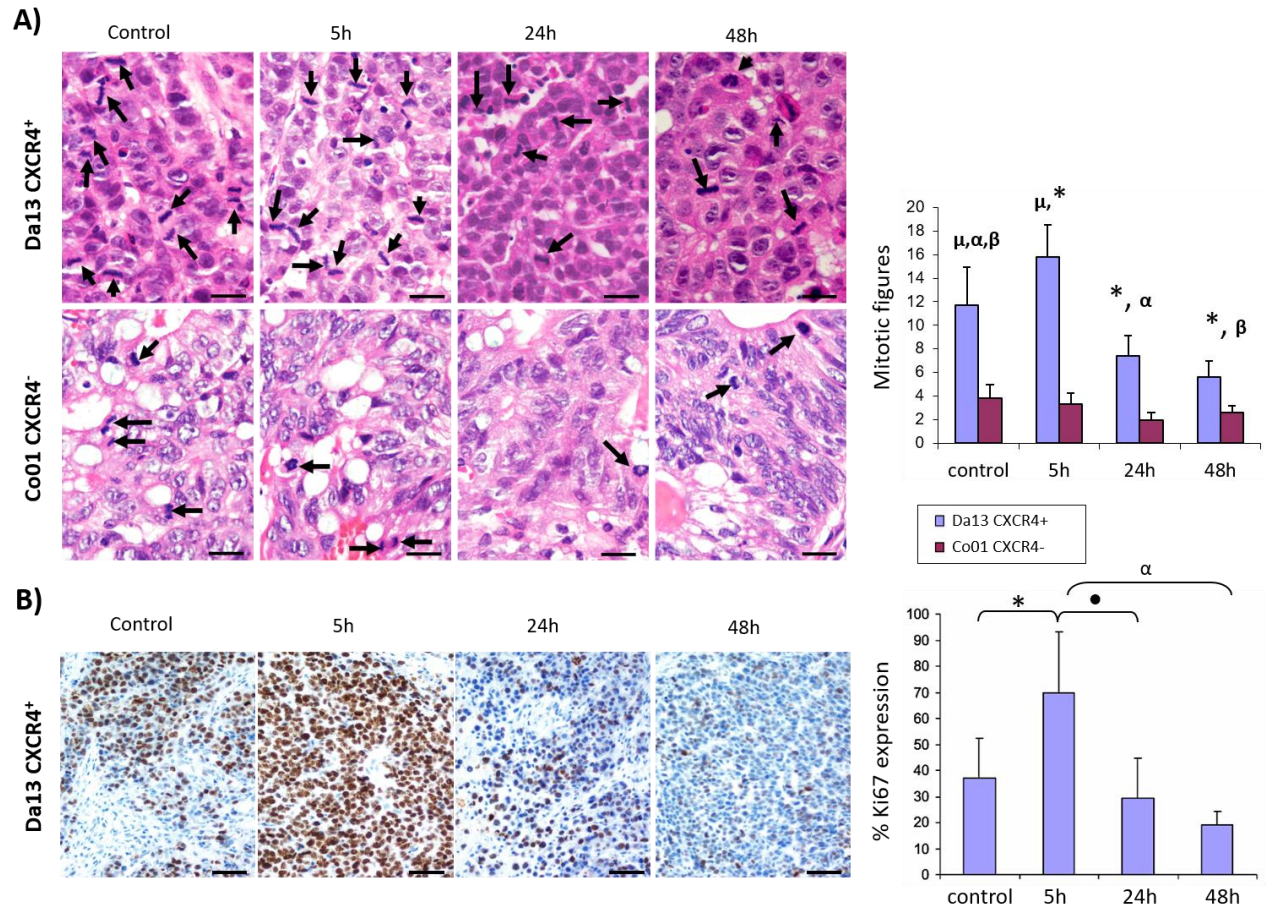 A)
Control 5h 24h 48h
Da13 CXCR4⁺
Co01 CXCR4⁻
Mitotic figures
20
18
16
14
12
10
8
6
4
2
0
μ,α,β
μ,*
*, α
*, β
control 5h 24h 48h
Da13 CXCR4+
Co01 CXCR4-
B)
Control 5h 24h 48h
Da13 CXCR4⁺
% Ki67 expression
100
90
80
70
60
50
40
30
20
10
0
*
●
α
control 5h 24h 48h